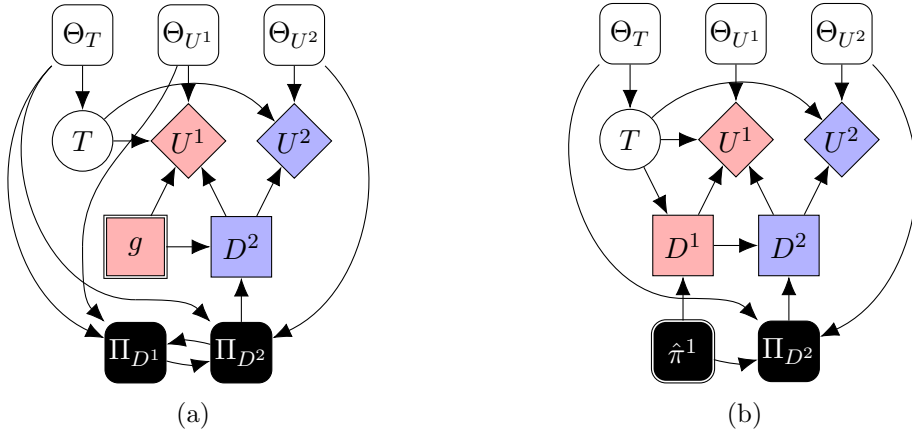 Θ_T Θ_{U^1} Θ_{U^2} Θ_T Θ_{U^1} Θ_{U^2}
T U^1 U^2 T U^1 U^2
g D^2 D^1 D^2
Π_{D^1} Π_{D^2} π̂^1 Π_{D^2}
(a) (b)